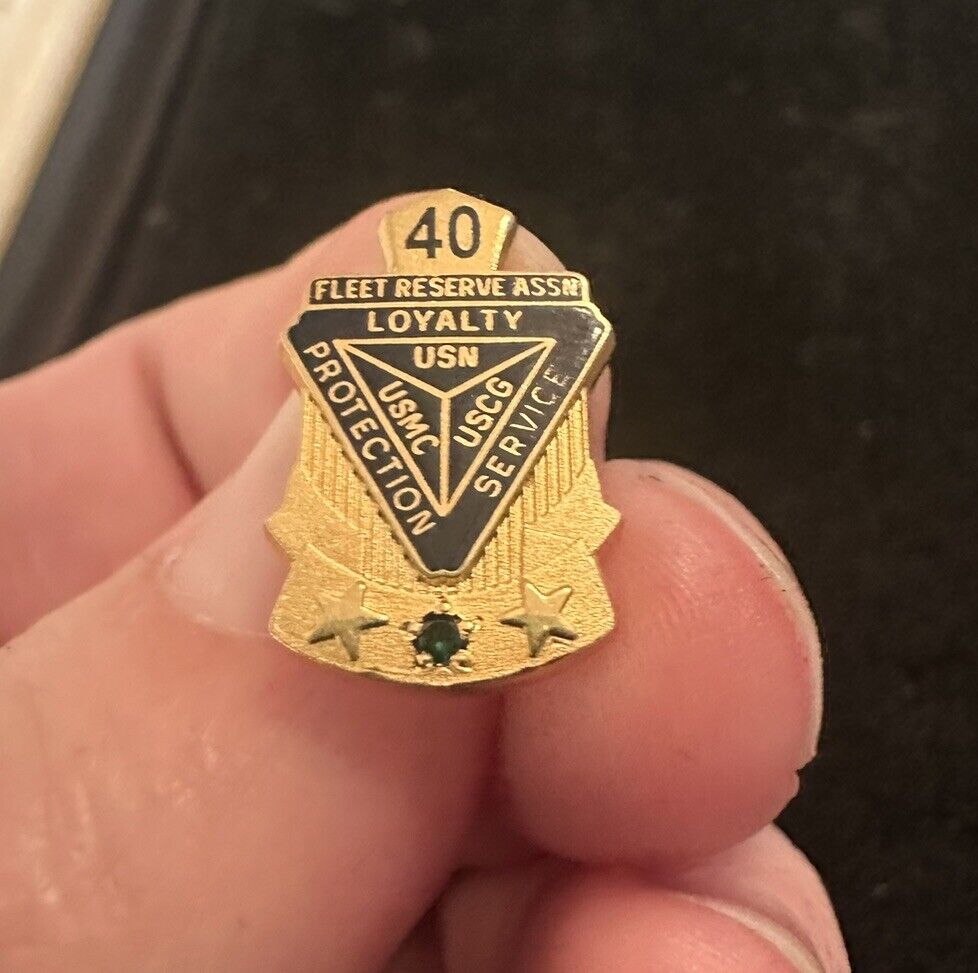 40
FLEET RESERVE ASSN
LOYALTY
USN
USMC
USCG
PROTECTION
SERVICE